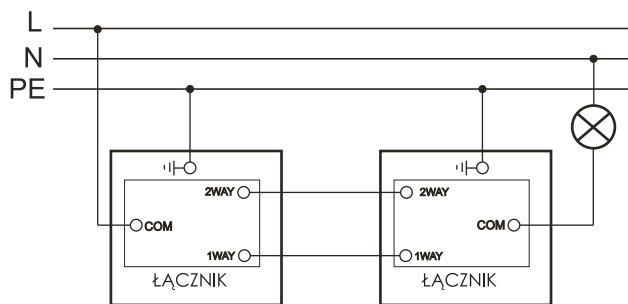 L
N
PE
2WAY 2WAY
COM COM
1WAY 1WAY
ŁĄCZNIK ŁĄCZNIK